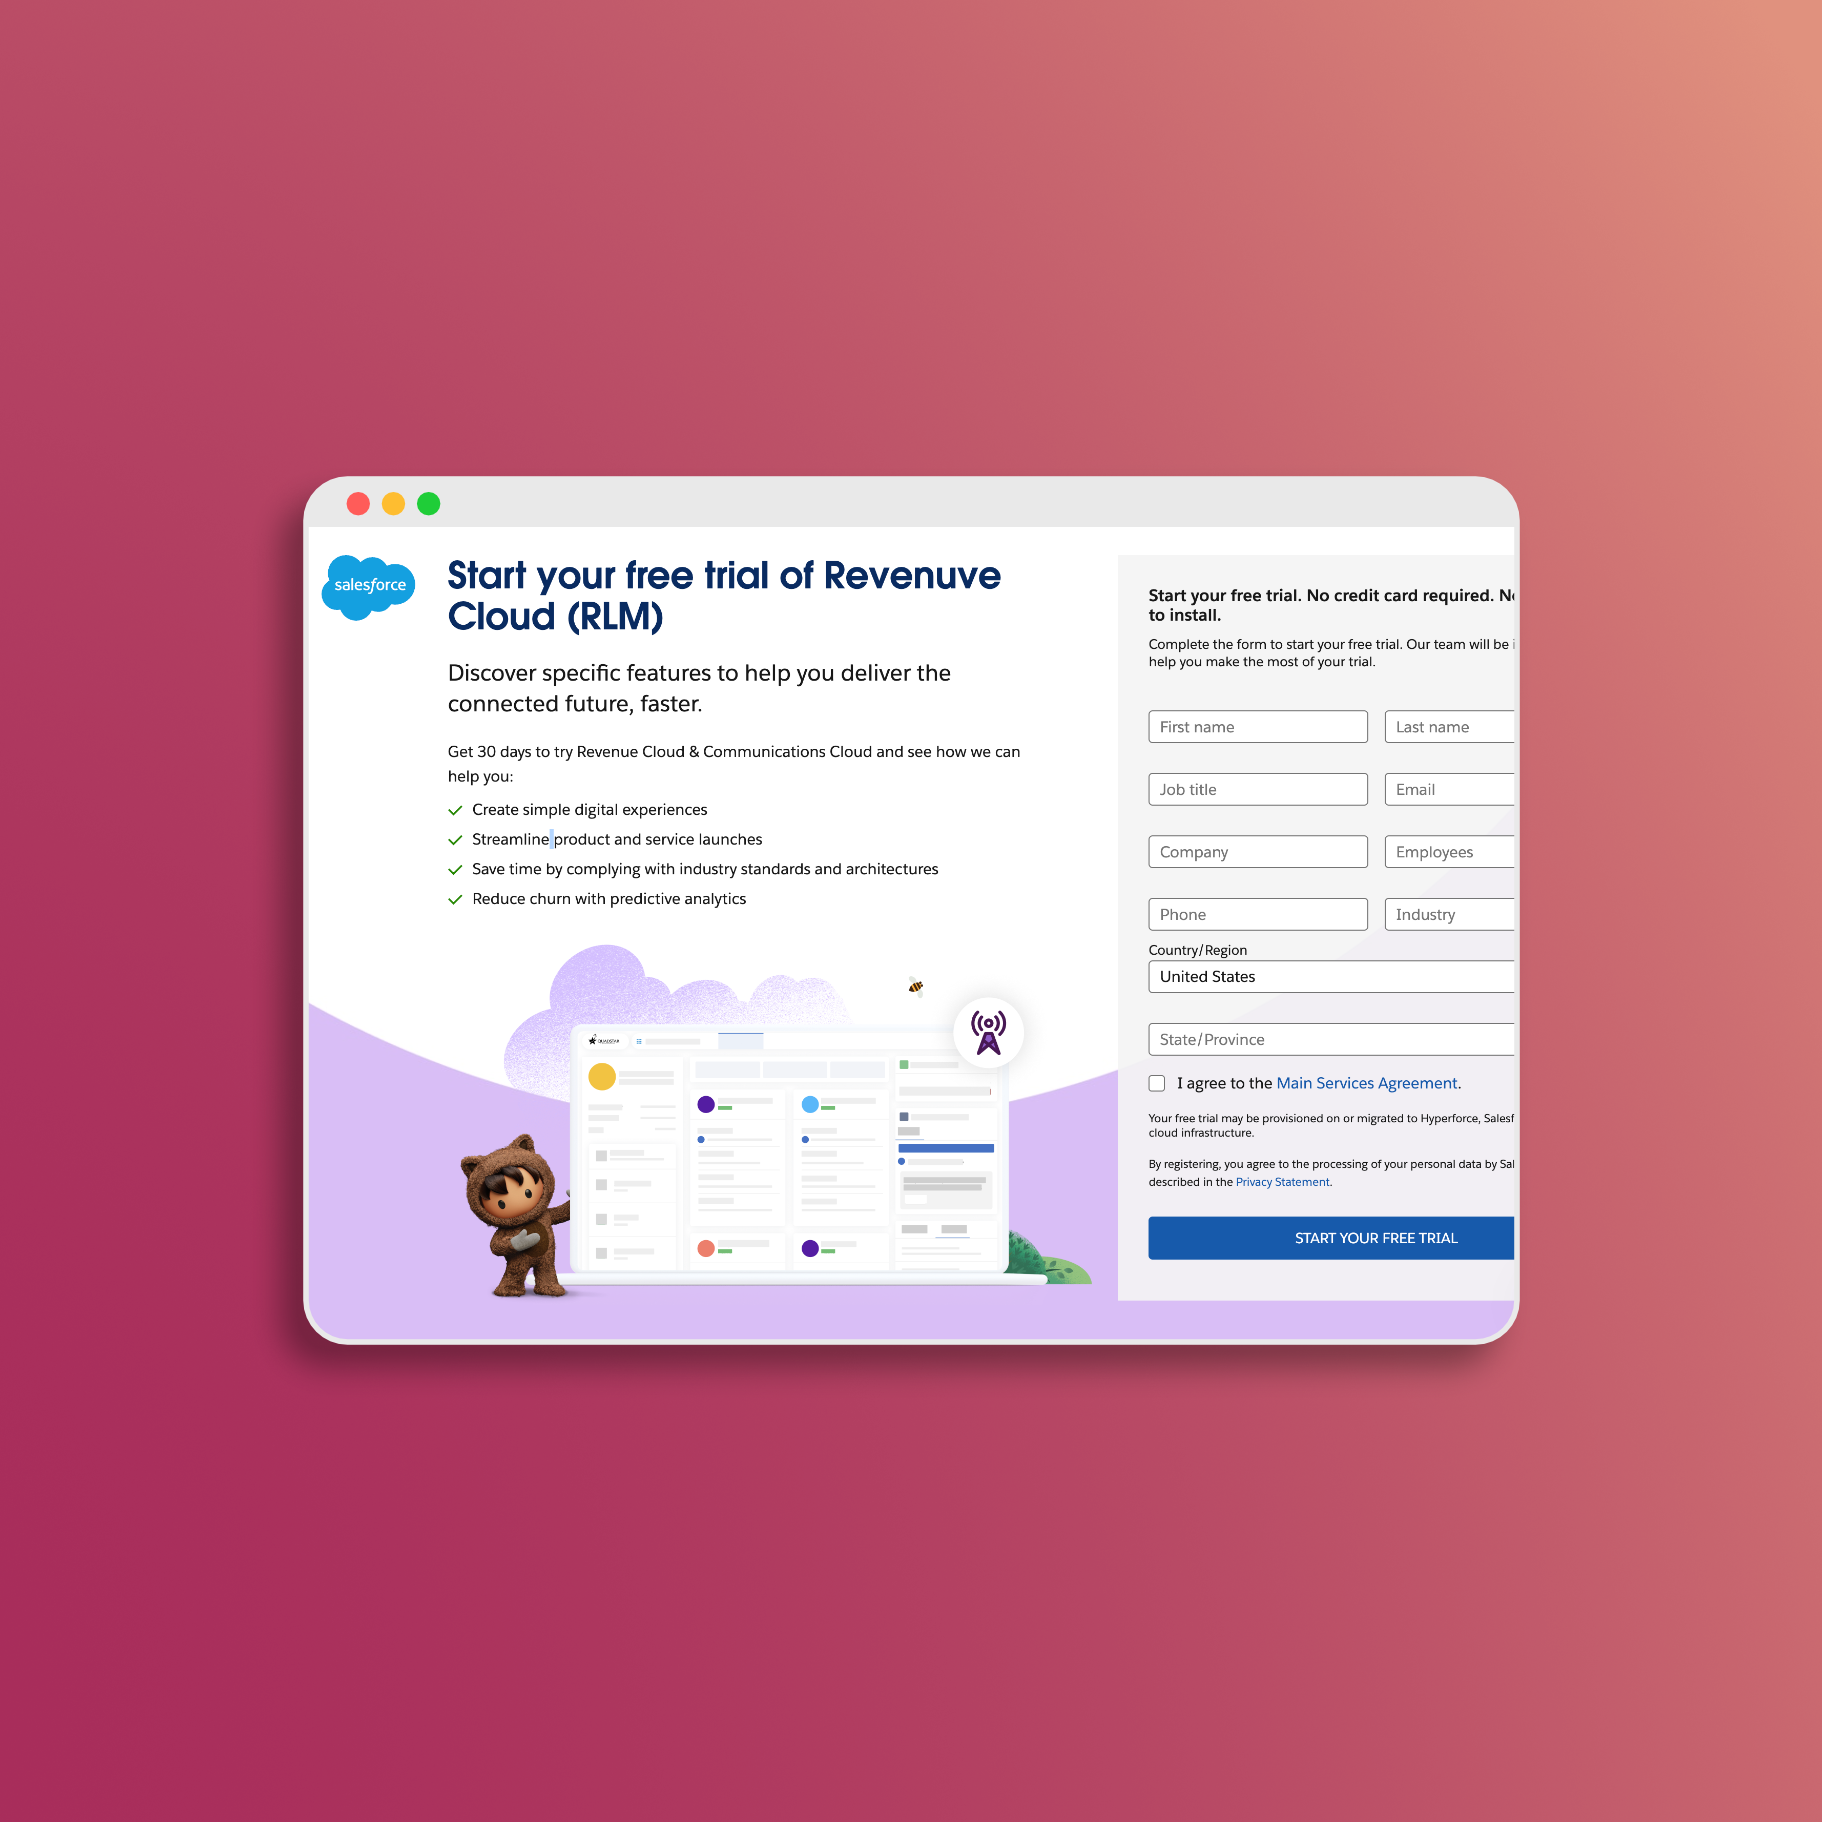 salesforce
Start your free trial of Revenuve
Cloud (RLM)
Discover specific features to help you deliver the
connected future, faster.
Get 30 days to try Revenue Cloud & Communications Cloud and see how we can
help you:
Create simple digital experiences
Streamline product and service launches
Save time by complying with industry standards and architectures
Reduce churn with predictive analytics
QUADSTAR
Start your free trial. No credit card required.
to install.
Complete the form to start your free trial. Our team will be
help you make the most of your trial.
First name
Last name
Job title
Email
Company
Employees
Phone
Industry
Country/Region
United States
State/Province
I agree to the Main Services Agreement.
Your free trial may be provisioned on or migrated to Hyperforce,
cloud infrastructure.
By registering, you agree to the processing of your personal data by
described in the Privacy Statement.
START YOUR FREE TRIAL